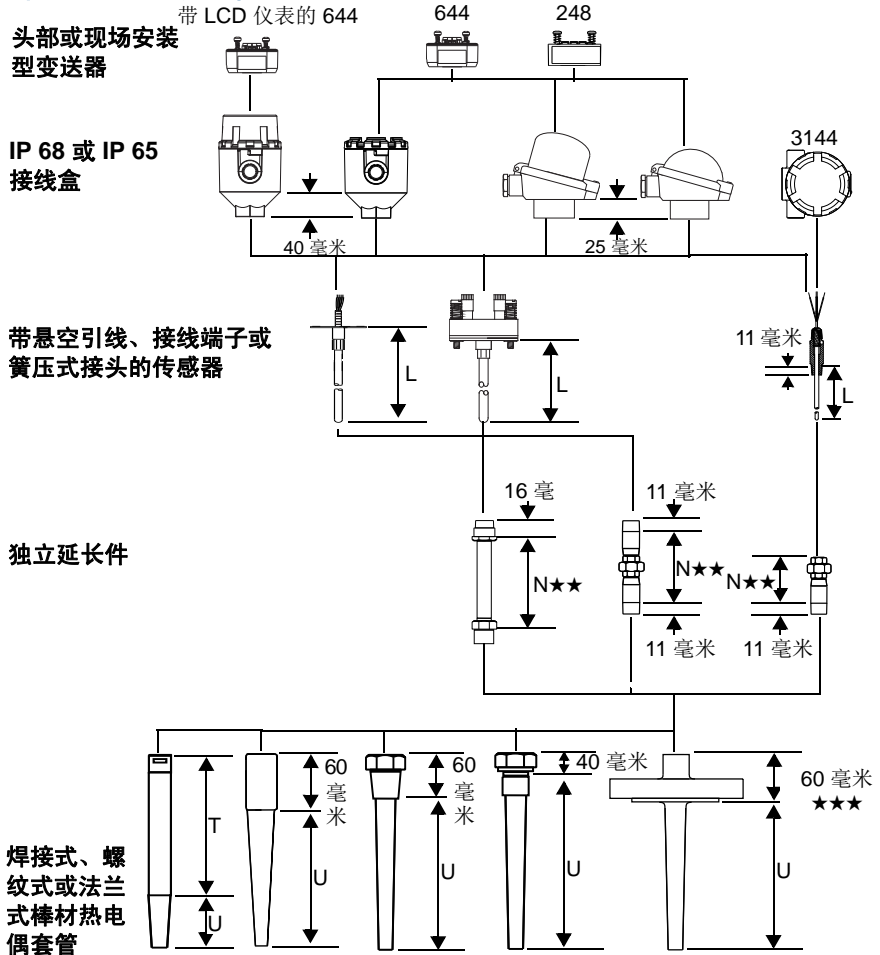 带 LCD 仪表的 644
644
248
头部或现场安装
型变送器
3144
IP 68 或 IP 65
接线盒
40 毫米
25 毫米
带悬空引线、接线端子或
簧压式接头的传感器
11 毫米
L
L
L
16 毫
11 毫米
独立延长件
N★★
N★★
N★★
11 毫米
11 毫米
60
毫
米
60
毫
米
40 毫米
60 毫米
★★★
T
U
U
U
U
U
焊接式、螺
纹式或法兰
式棒材热电
偶套管